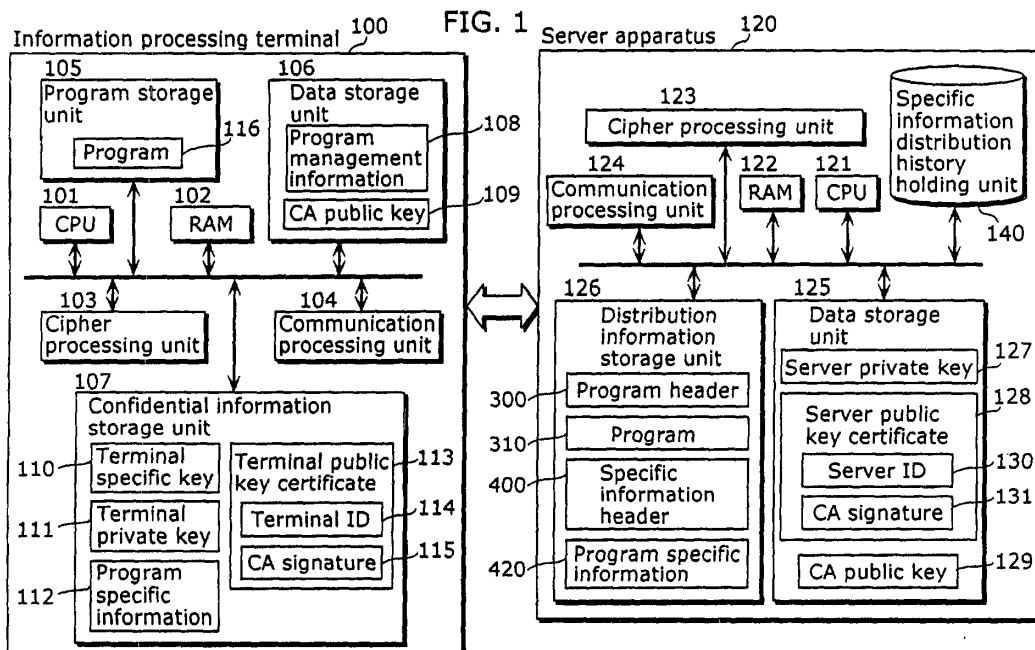 FIG. 1
Information processing terminal
100
105
Program storage
unit
Program
116
106
Data storage
unit
Program
management
information
108
CA public key
109
101
CPU
102
RAM
103
Cipher
processing unit
104
Communication
processing unit
107
Confidential information
storage unit
110
Terminal
specific key
111
Terminal
private key
112
Program
specific
information
113
Terminal public
key certificate
Terminal ID
114
CA signature
115
Server apparatus
120
123
Cipher processing unit
124
Communication
processing unit
122
RAM
121
CPU
Specific
information
distribution
history
holding unit
140
126
Distribution
information
storage unit
300
Program header
310
Program
400
Specific
information
header
420
Program specific
information
125
Data storage
unit
Server private key
127
128
Server public
key certificate
Server ID
130
CA signature
131
CA public key
129